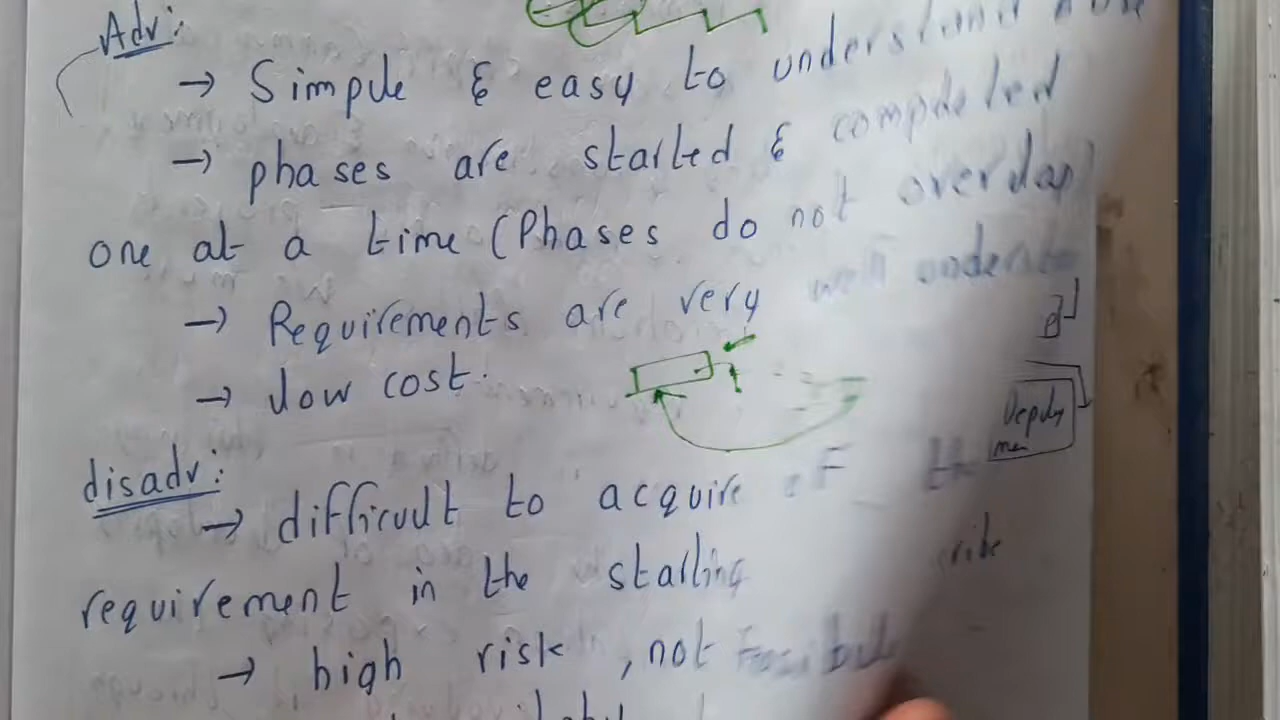 Adv:
→ Simple & easy to understand
→ phases are started & completed
one at a time (Phases do not overlap
→ Requirements are very well
→ low cost.
disadv:
→ difficult to acquire
requirement in the starting
→ high risk, not